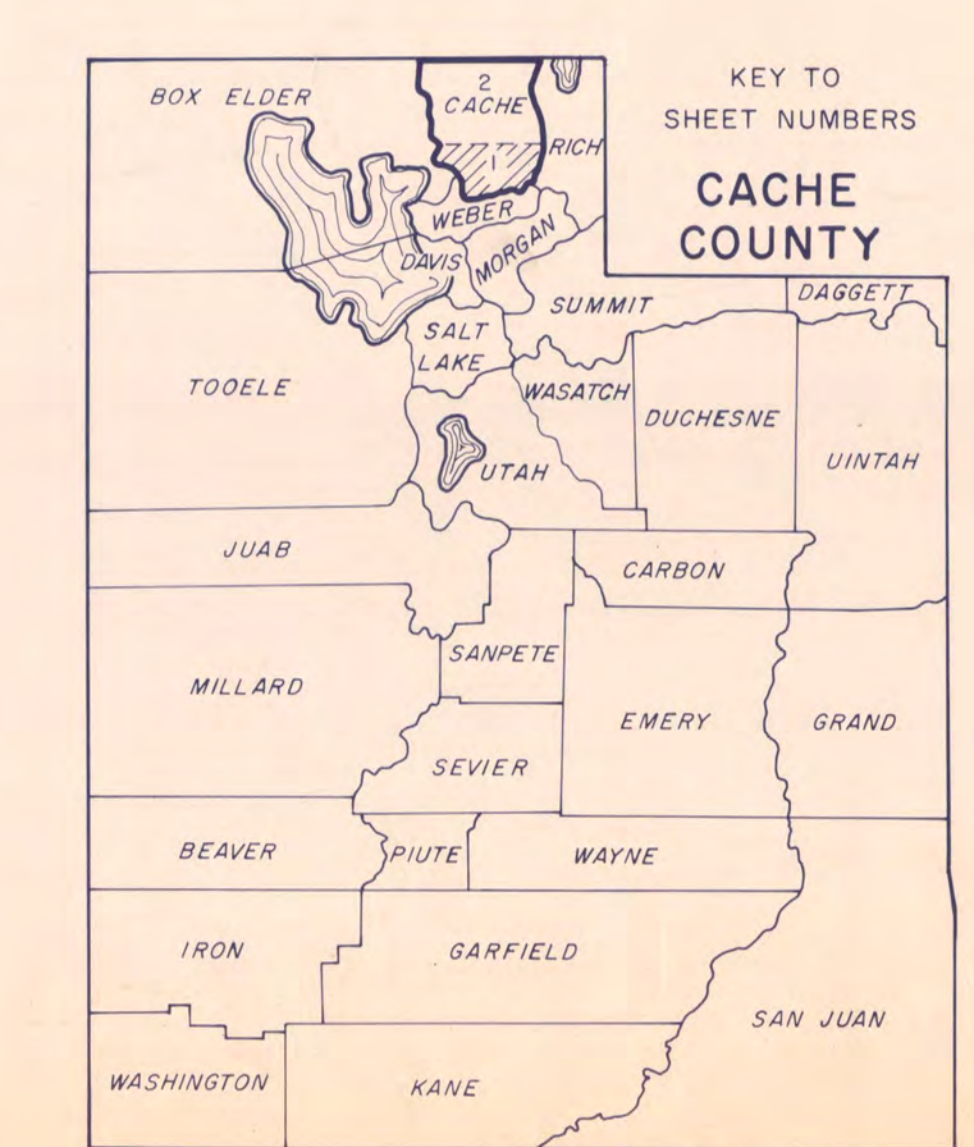 KEY TO
SHEET NUMBERS
CACHE
COUNTY
BOX ELDER
2
CACHE
1
RICH
WEBER
DAVIS
MORGAN
SUMMIT
DAGGETT
SALT
LAKE
TOOELE
WASATCH
DUCHESNE
UINTAH
UTAH
JUAB
CARBON
SANPETE
MILLARD
EMERY
GRAND
SEVIER
BEAVER
PIUTE
WAYNE
IRON
GARFIELD
SAN JUAN
WASHINGTON
KANE